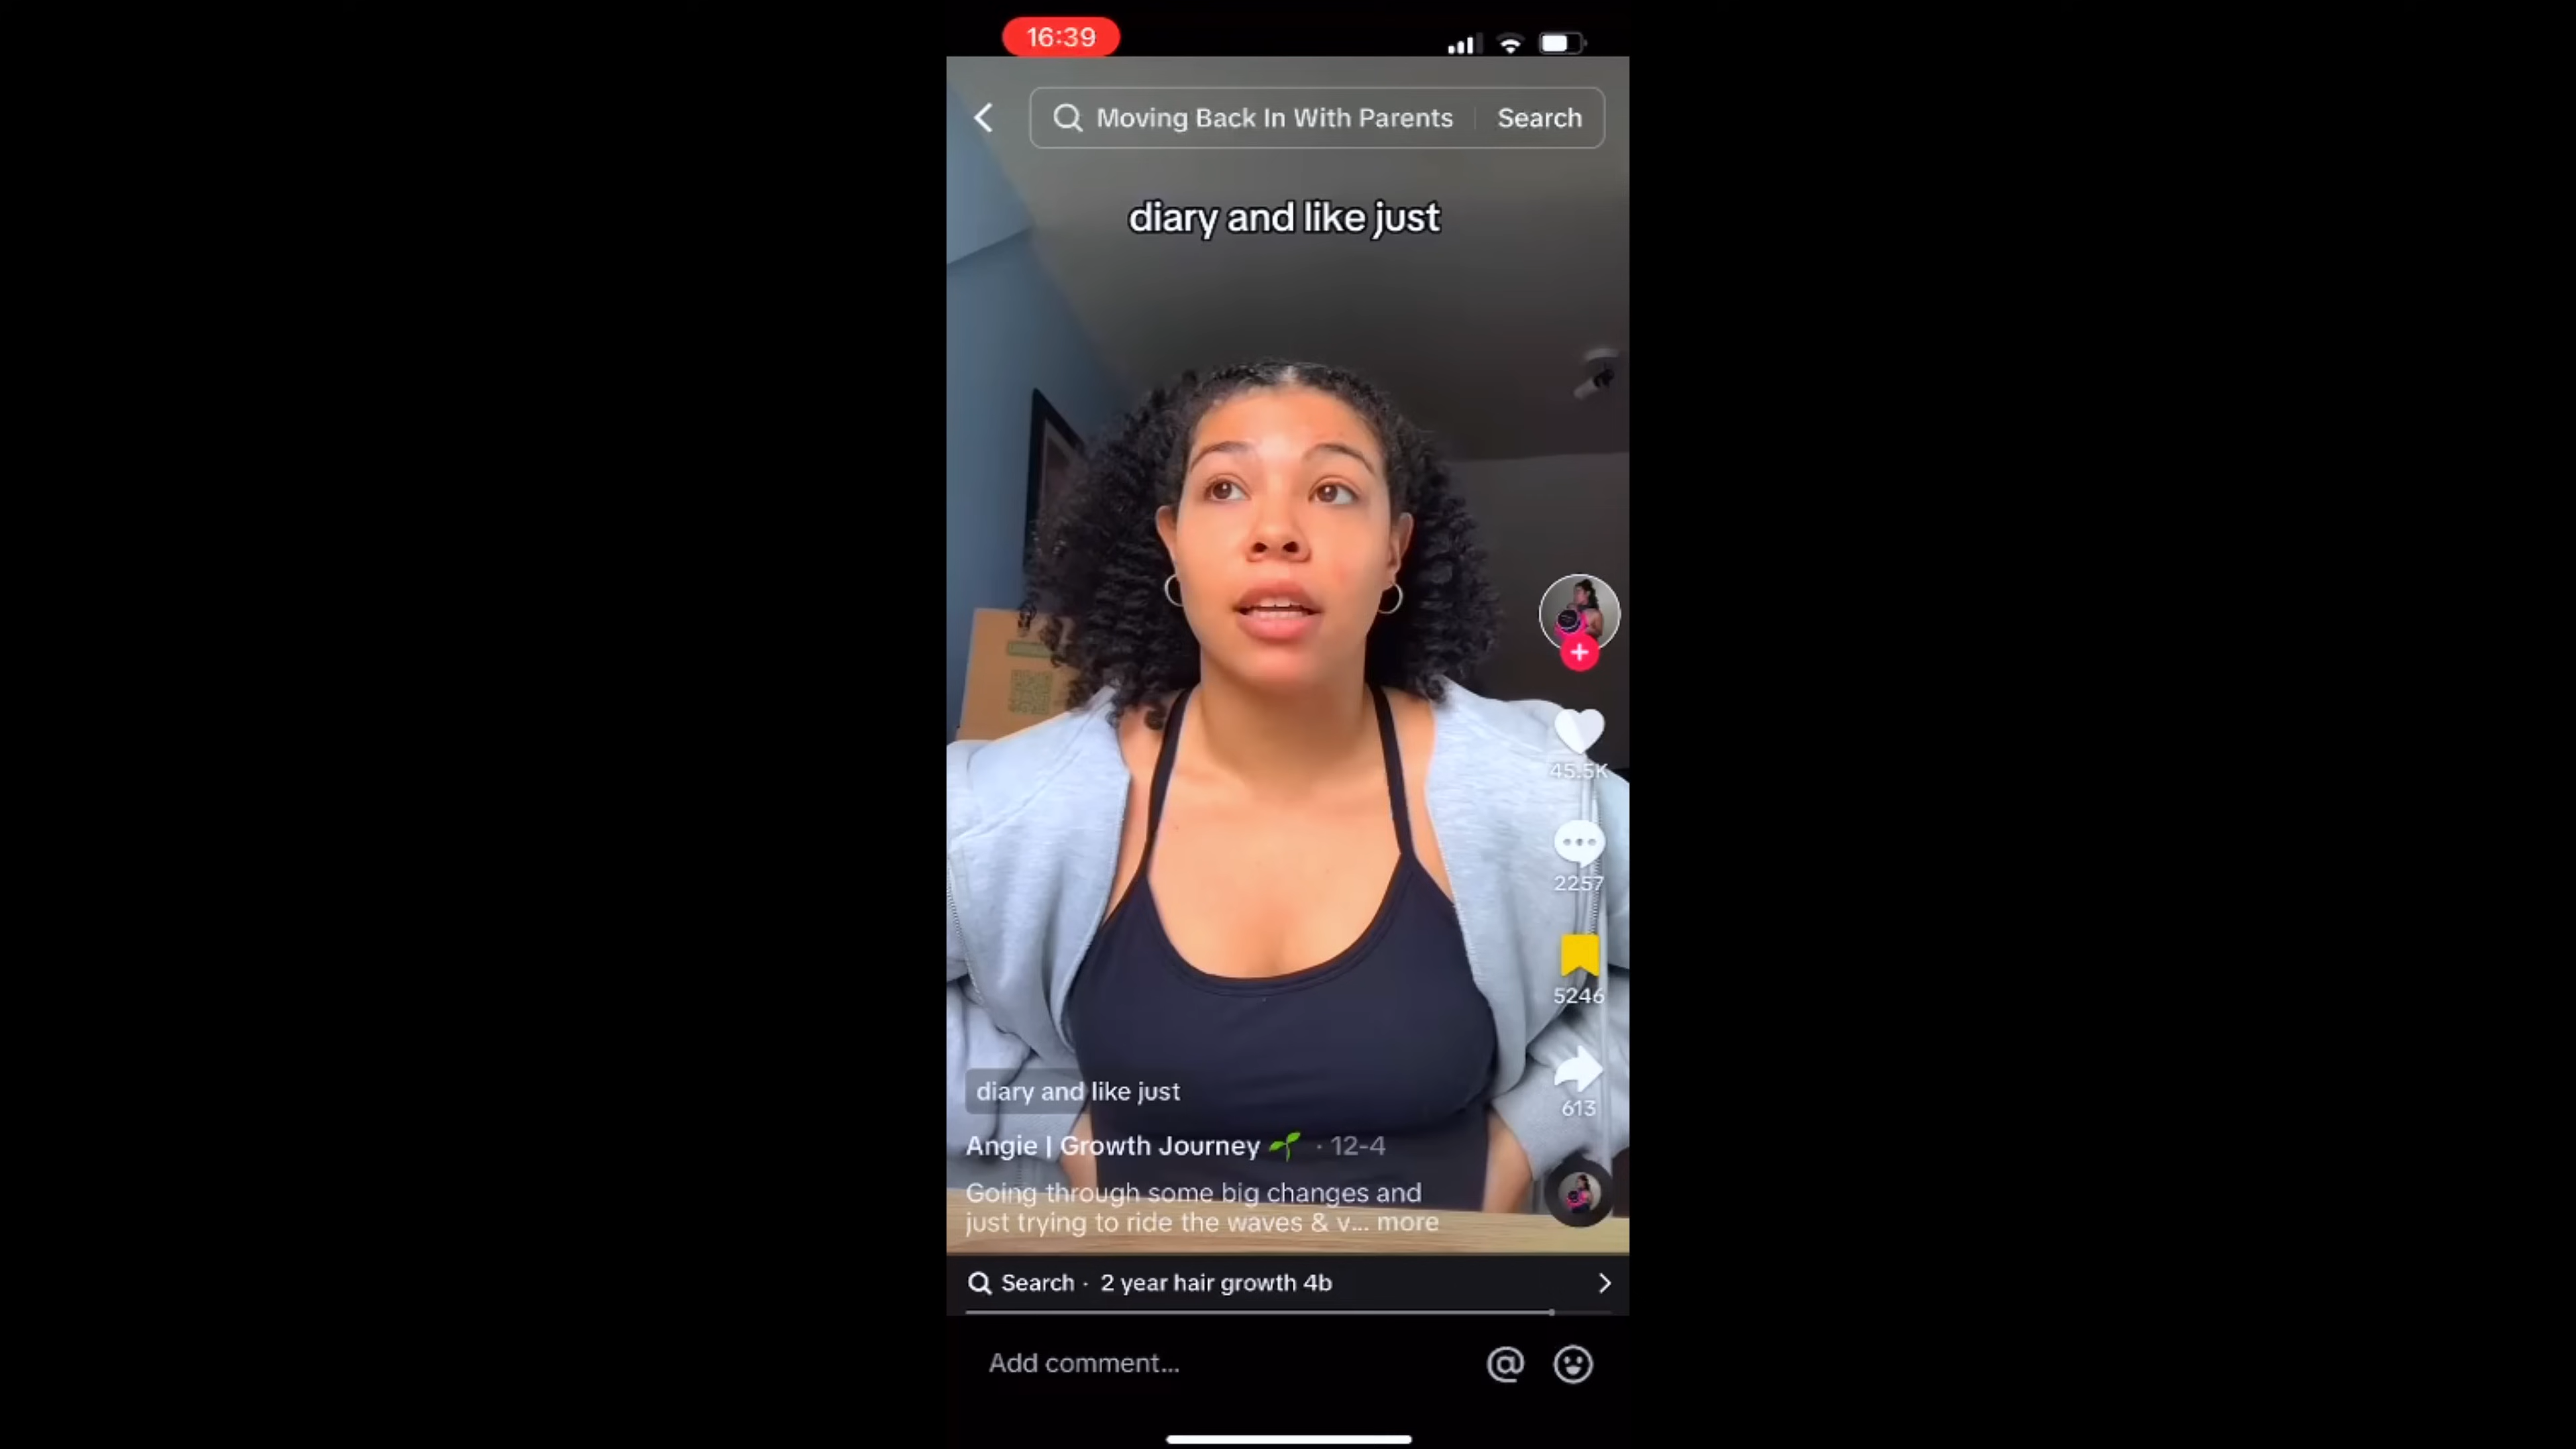 16:39
Moving Back In With Parents
Search
diary and like just
45.5K
2257
5246
613
diary and like just
Angie | Growth Journey 🌱 · 12-4
Going through some big changes and
just trying to ride the waves & v... more
Search · 2 year hair growth 4b
Add comment...